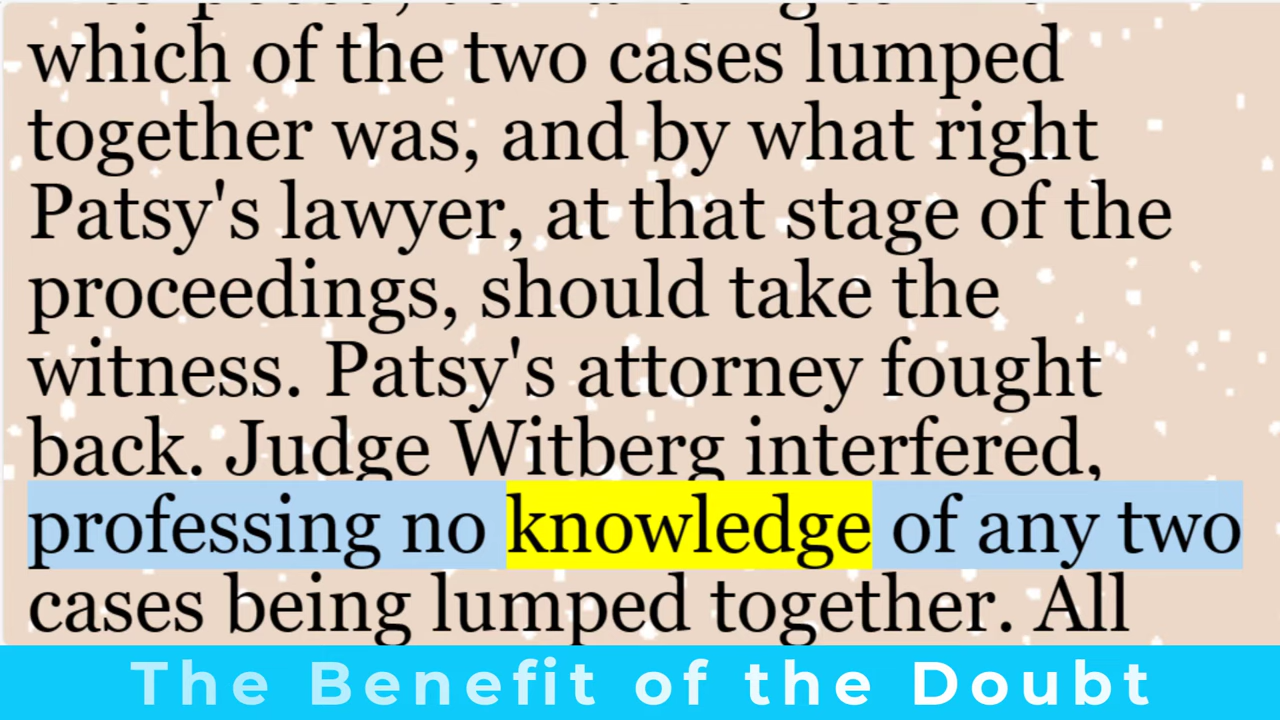 which of the two cases lumped
together was, and by what right
Patsy's lawyer, at that stage of the
proceedings, should take the
witness. Patsy's attorney fought
back. Judge Witberg interfered,
professing no knowledge of any two
cases being lumped together. All
The Benefit of the Doubt